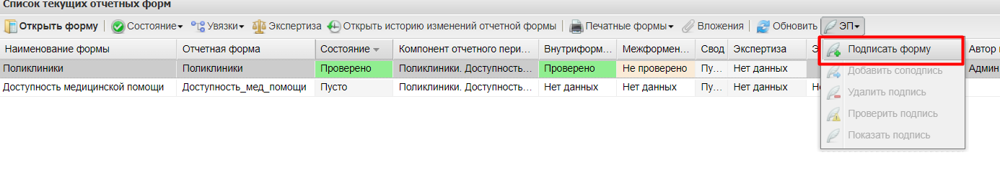 Список текущих отчетных форм
Открыть форму Состояние Увязки Экспертиза Открыть историю изменений отчетной формы Печатные формы Вложения Обновить ЭП
Наименование формы Отчетная форма Состояние Компонент отчетного пери... Внутриформ... Межформен... Свод Экспертиза Э Автор
Поликлиники Поликлиники Проверено Поликлиники. Доступность... Проверено Не проверено Пу... Нет данных Админ
Доступность медицинской помощи Доступность_мед_помощи Пусто Поликлиники. Доступность... Нет данных Нет данных Пу... Нет данных
Подписать форму
Добавить соподпись
Удалить подпись
Проверить подпись
Показать подпись